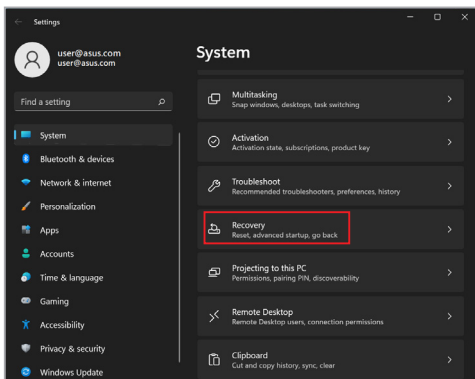 Settings
user@asus.com
user@asus.com
Find a setting
System
Bluetooth & devices
Network & internet
Personalization
Apps
Accounts
Time & language
Gaming
Accessibility
Privacy & security
Windows Update
System
Multitasking
Snap windows, desktops, task switching
Activation
Activation state, subscriptions, product key
Troubleshoot
Recommended troubleshooters, preferences, history
Recovery
Reset, advanced startup, go back
Projecting to this PC
Permissions, pairing PIN, discoverability
Remote Desktop
Remote Desktop users, connection permissions
Clipboard
Cut and copy history, sync, clear